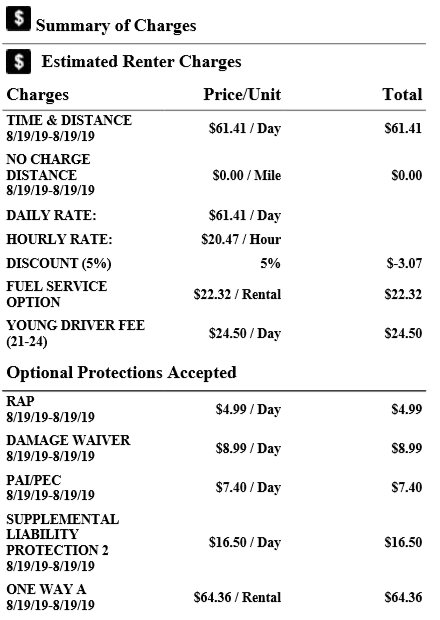 $ Summary of Charges
$ Estimated Renter Charges
Charges Price/Unit Total
TIME & DISTANCE
8/19/19-8/19/19 $61.41 / Day $61.41
NO CHARGE
DISTANCE $0.00 / Mile $0.00
8/19/19-8/19/19
DAILY RATE: $61.41 / Day
HOURLY RATE: $20.47 / Hour
DISCOUNT (5%) 5% $-3.07
FUEL SERVICE
OPTION $22.32 / Rental $22.32
YOUNG DRIVER FEE
(21-24) $24.50 / Day $24.50
Optional Protections Accepted
RAP
8/19/19-8/19/19 $4.99 / Day $4.99
DAMAGE WAIVER
8/19/19-8/19/19 $8.99 / Day $8.99
PAI/PEC
8/19/19-8/19/19 $7.40 / Day $7.40
SUPPLEMENTAL
LIABILITY
PROTECTION 2 $16.50 / Day $16.50
8/19/19-8/19/19
ONE WAY A
8/19/19-8/19/19 $64.36 / Rental $64.36